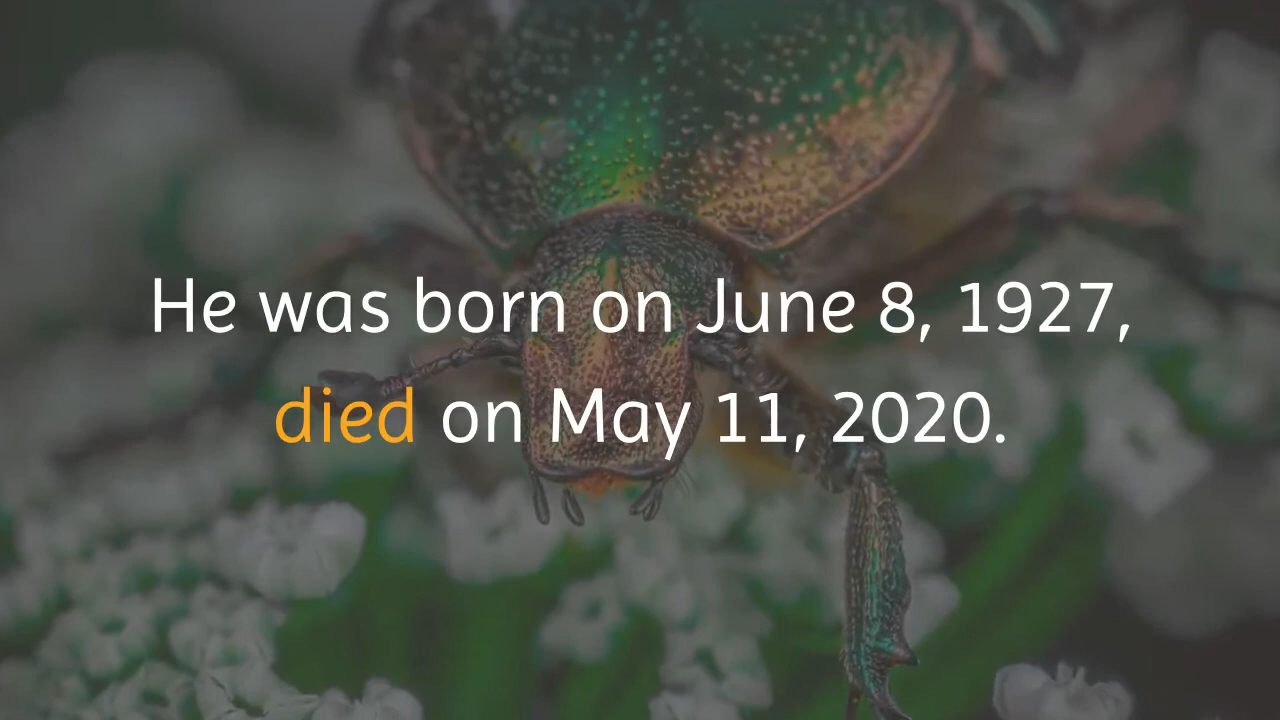 He was born on June 8, 1927,
died on May 11, 2020.